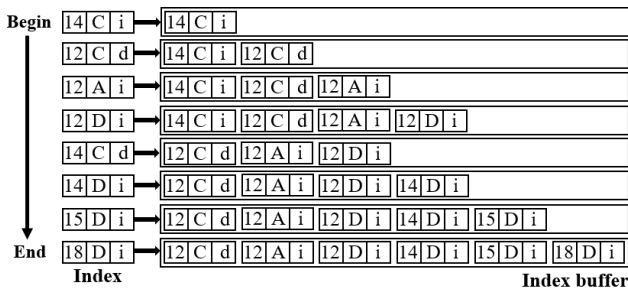 Begin 14 C i 14 C i
12 C d 14 C i 12 C d
12 A i 14 C i 12 C d 12 A i
12 D i 14 C i 12 C d 12 A i 12 D i
14 C d 12 C d 12 A i 12 D i
14 D i 12 C d 12 A i 12 D i 14 D i
15 D i 12 C d 12 A i 12 D i 14 D i 15 D i
End 18 D i 12 C d 12 A i 12 D i 14 D i 15 D i 18 D i
Index Index buffer